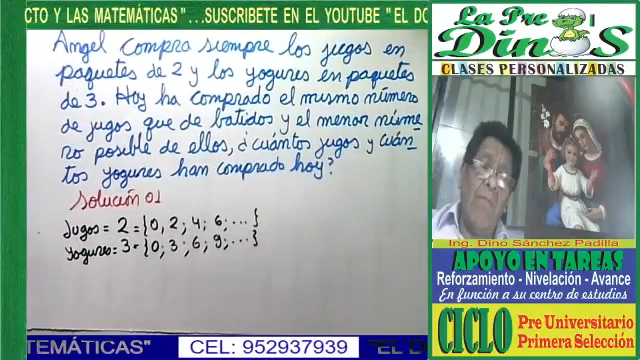 CTO Y LAS MATEMÁTICAS"...SUSCRIBETE EN EL YOUTUBE "EL DO
Angel compra siempre los jugos en
paquetes de 2 y los yogures en paquetes
de 3. Hoy ha comprado el mismo número
de jugos que de batidos y el menor núme-
ro posible de ellos, ¿cuántos jugos y cuán-
tos yogures han comprado hoy?
Solución 01
Jugos = 2 = {0, 2; 4; 6; ... }
Yogures = 3 = {0; 3; 6; 9; ... }
TEMÁTICAS"
CEL: 952937939
"EL D
La Pre
DinoS
CLASES PERSONALIZADAS
Ing. Dino Sánchez Padilla
APOYO EN TAREAS
Reforzamiento - Nivelación - Avance
En función a su centro de estudios
CICLO
Pre Universitario
Primera Selección